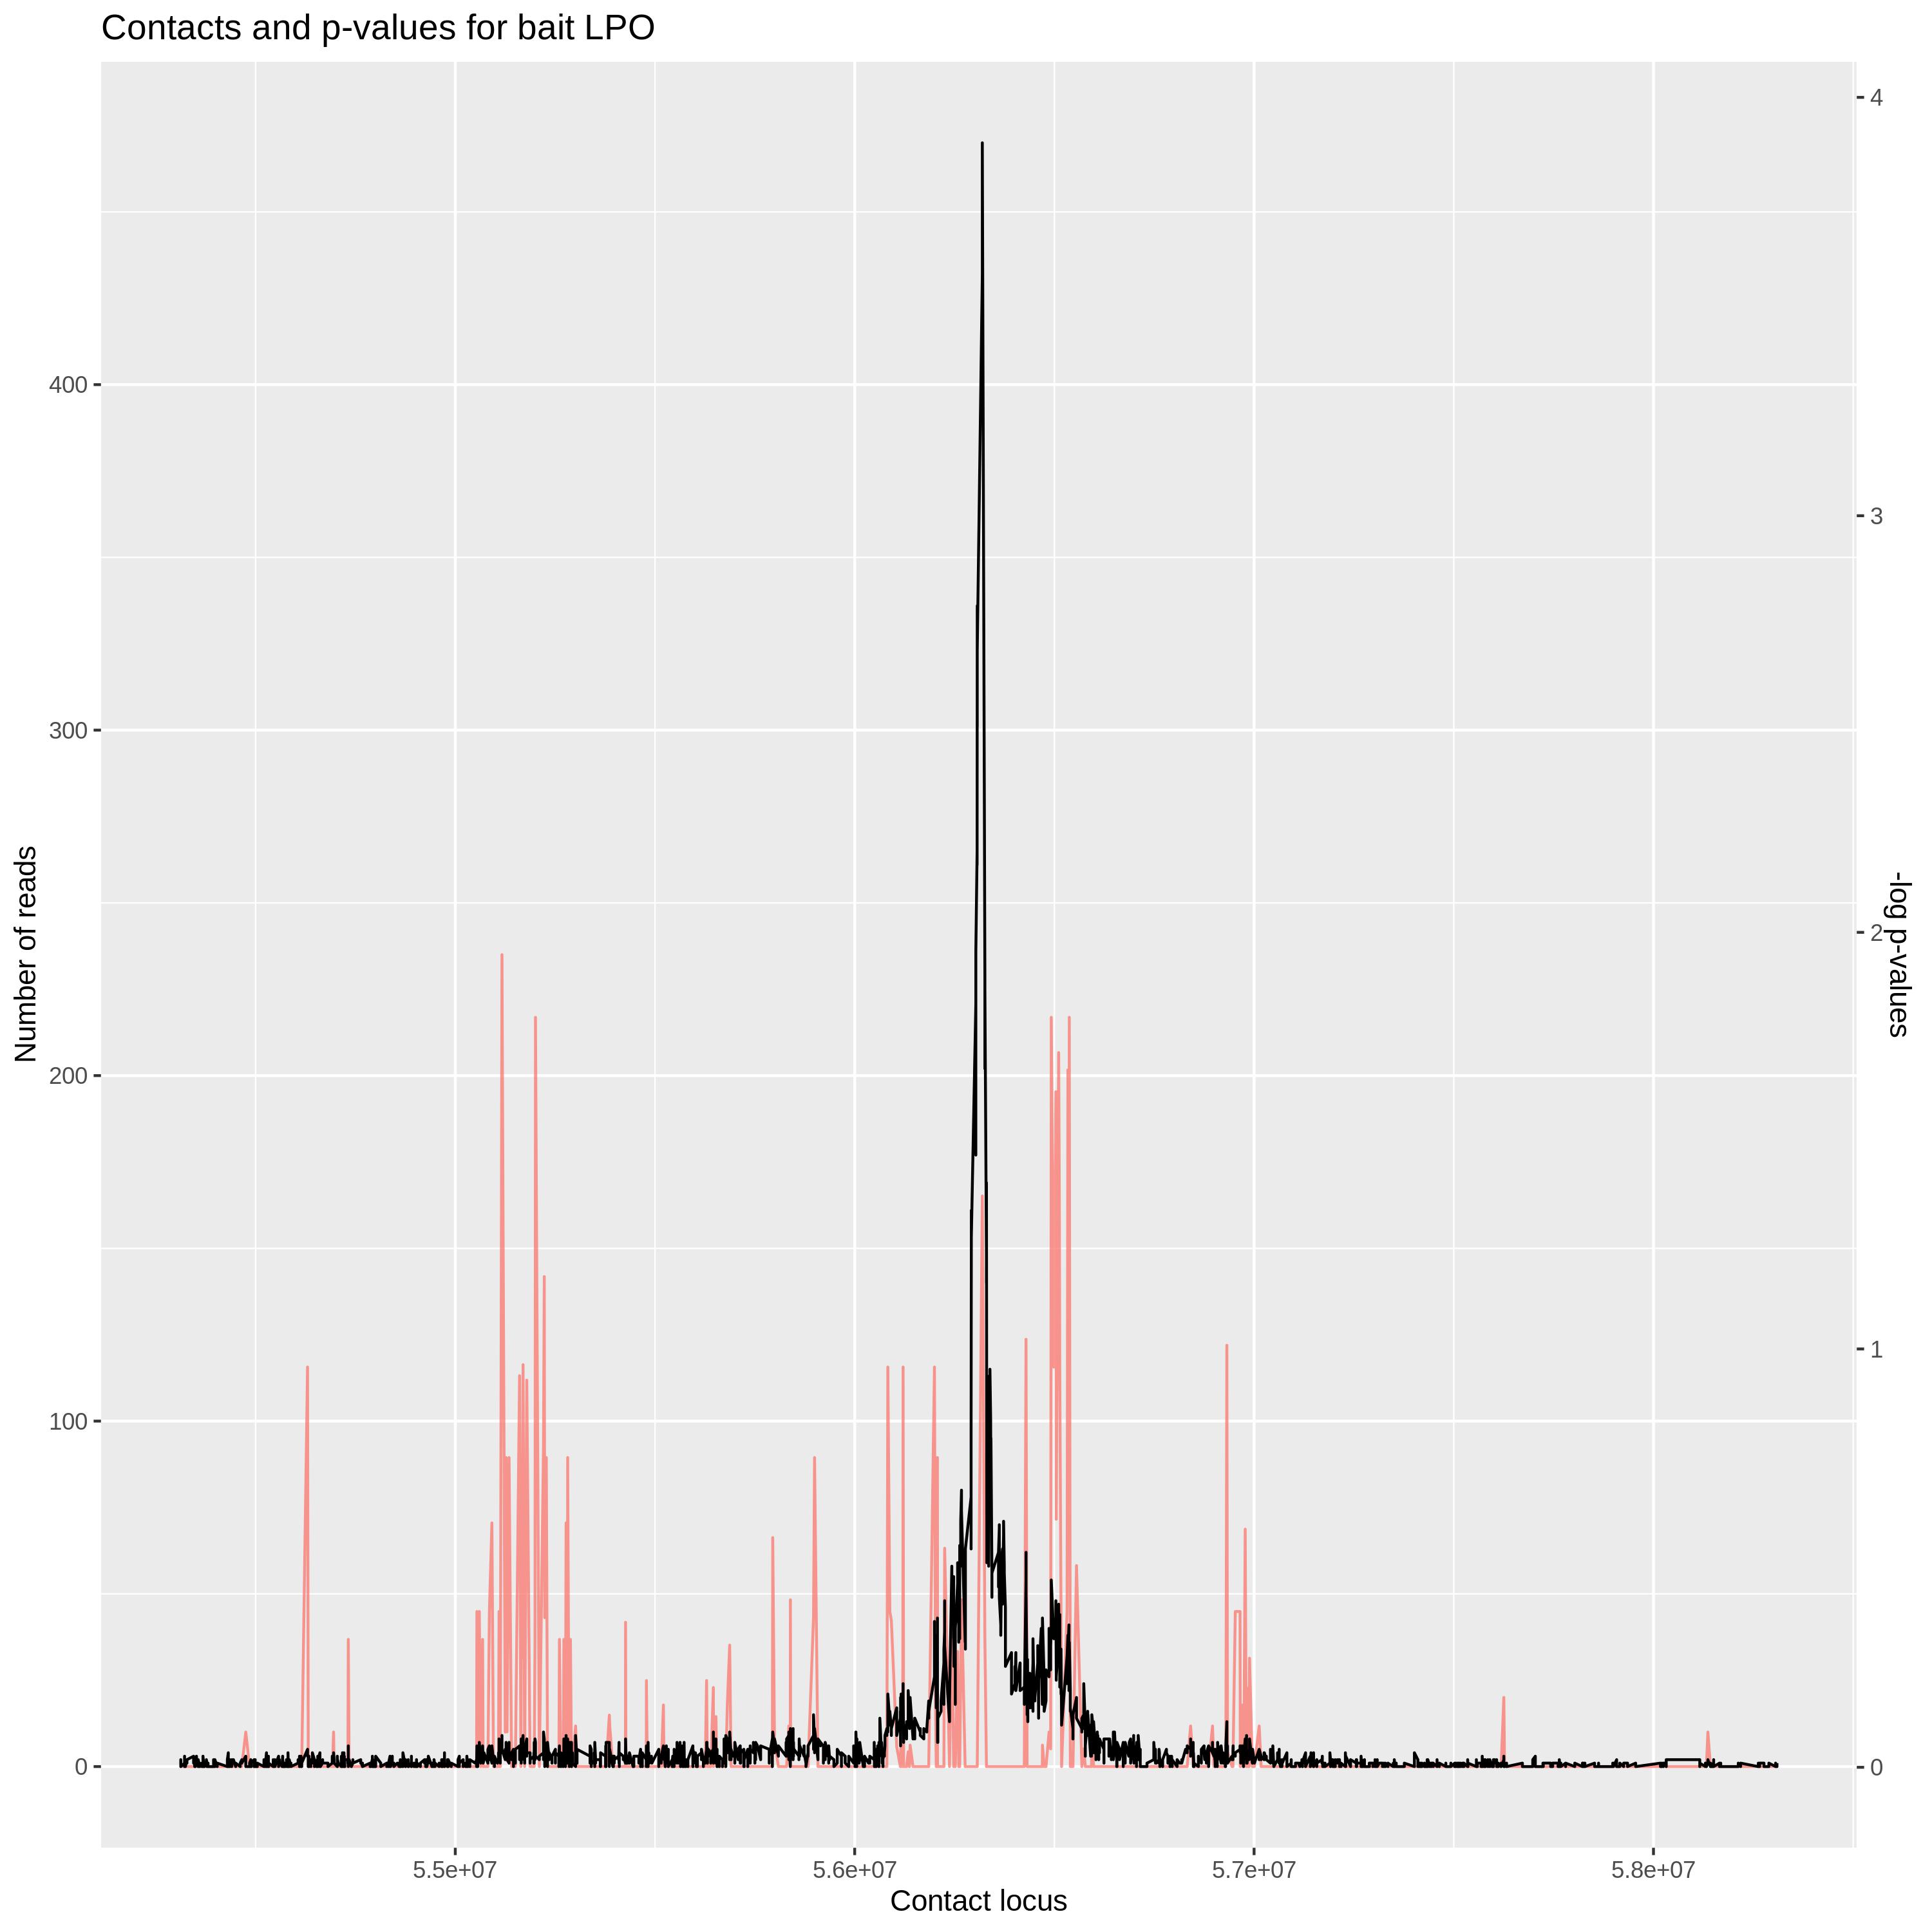 Contacts and p-values for bait LPO
4
3
2
1
0
400
300
200
100
0
Number of reads
-log p-values
5.5e+07
5.6e+07
5.7e+07
5.8e+07
Contact locus